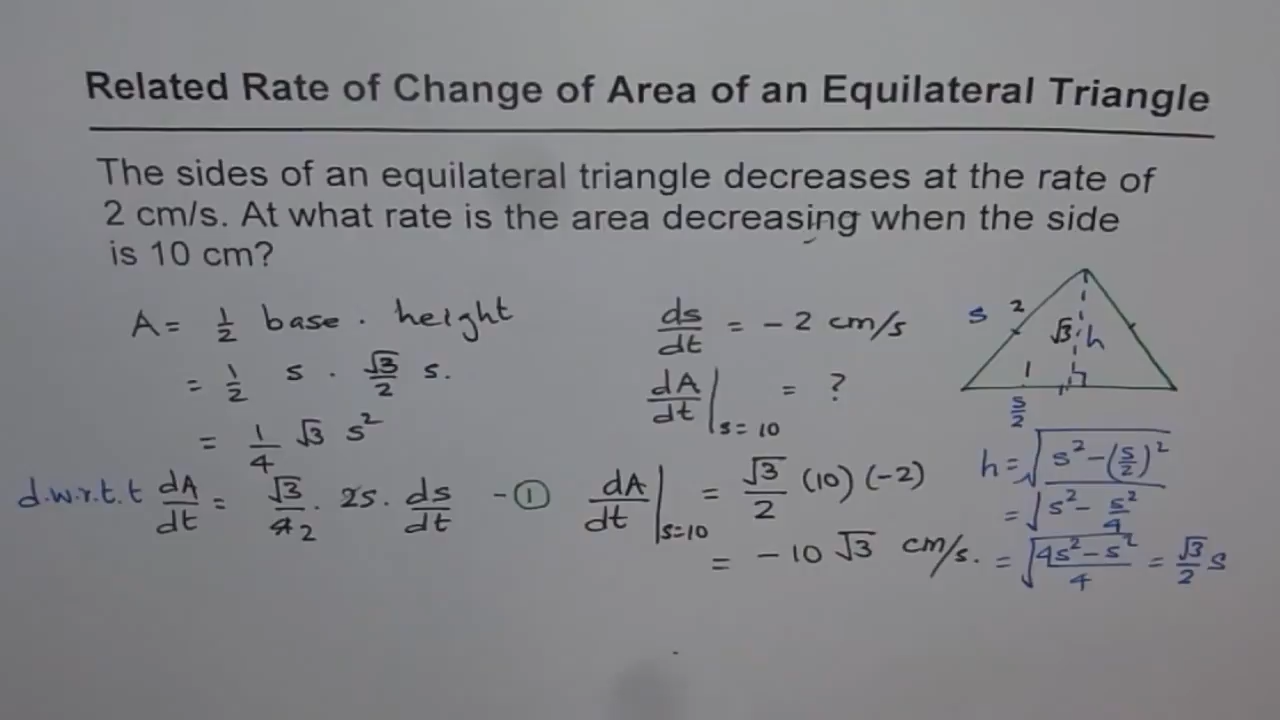 Related Rate of Change of Area of an Equilateral Triangle
The sides of an equilateral triangle decreases at the rate of
2 cm/s. At what rate is the area decreasing when the side
is 10 cm?
A = 1/2 base . height
= 1/2 s . √3/2 s.
= 1/4 √3 s²
d.w.r.t. t dA/dt = √3/4 2 . 2s . ds/dt - ①
ds/dt = - 2 cm/s
dA/dt |s=10 = ?
dA/dt |s=10 = √3/2 (10) (-2)
= - 10 √3 cm/s.
s 2 √3 h
1
s/2
h = √(s² - (s/2)²)
= √(s² - s²/4)
= √((4s² - s²)/4) = √3/2 s